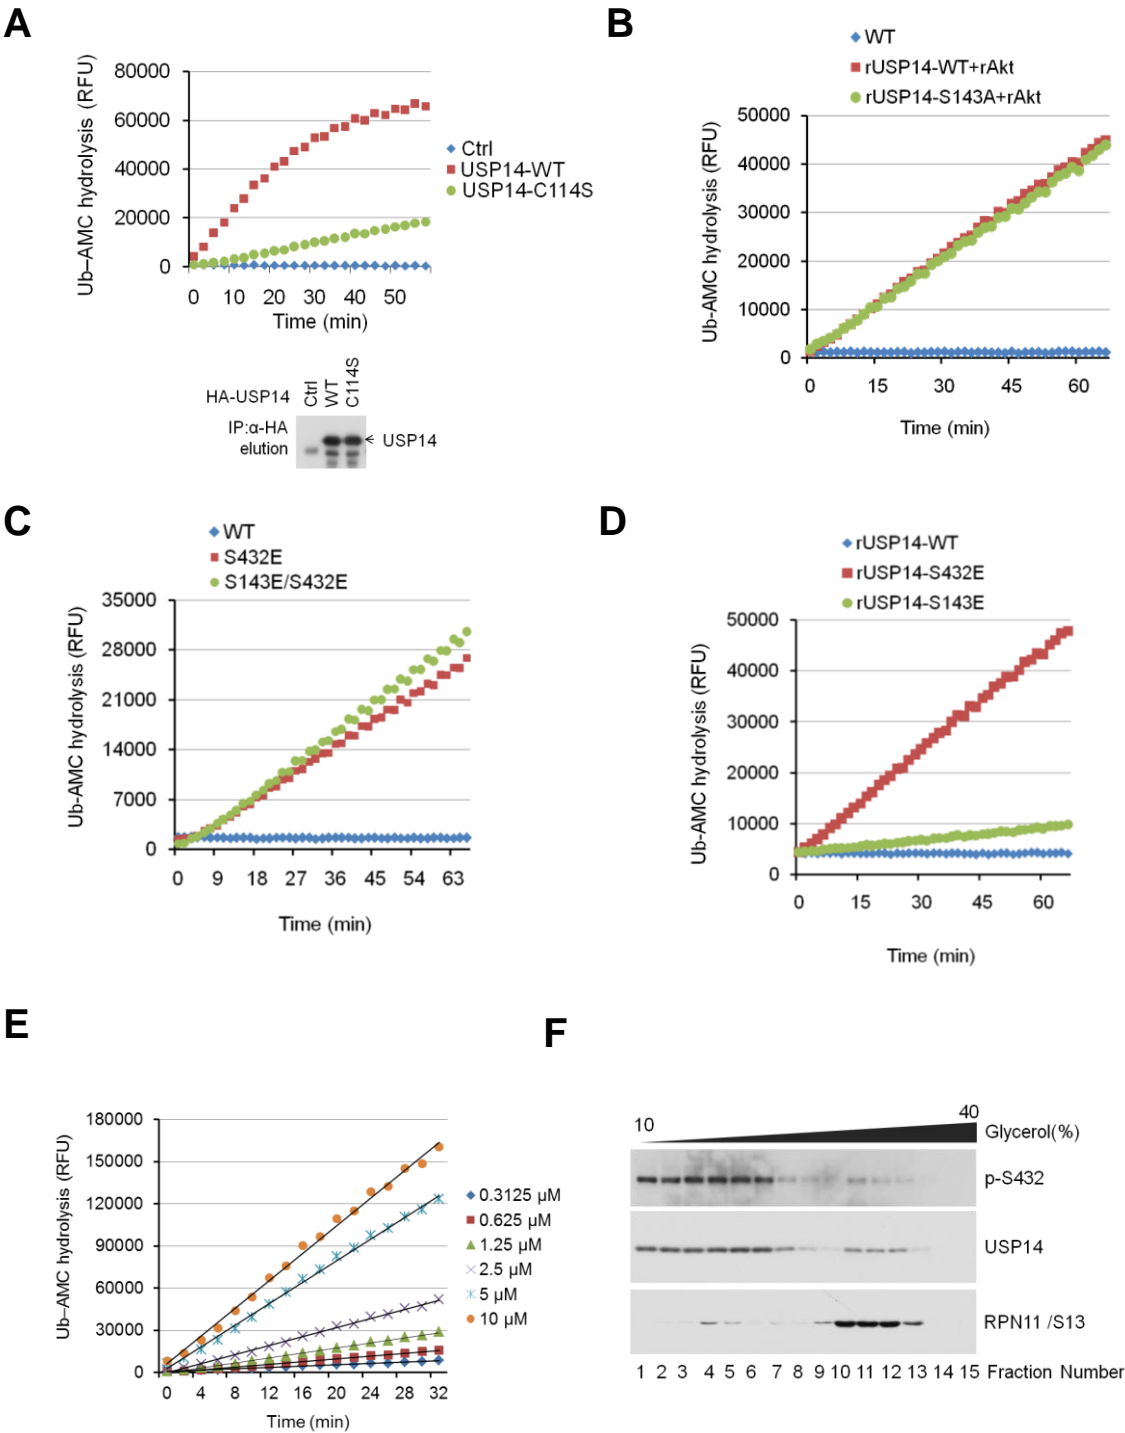 A
Ub–AMC hydrolysis (RFU)
80000
60000
40000
20000
0
0 10 20 30 40 50
Time (min)
Ctrl
USP14-WT
USP14-C114S
HA-USP14
Ctrl
WT
C114S
IP:α-HA
elution
USP14
B
WT
rUSP14-WT+rAkt
rUSP14-S143A+rAkt
Ub-AMC hydrolysis (RFU)
50000
40000
30000
20000
10000
0
0 15 30 45 60
Time (min)
C
WT
S432E
S143E/S432E
Ub-AMC hydrolysis (RFU)
35000
28000
21000
14000
7000
0
0 9 18 27 36 45 54 63
Time (min)
D
rUSP14-WT
rUSP14-S432E
rUSP14-S143E
Ub-AMC hydrolysis (RFU)
50000
40000
30000
20000
10000
0
0 15 30 45 60
Time (min)
E
Ub–AMC hydrolysis (RFU)
180000
150000
120000
90000
60000
30000
0
0 4 8 12 16 20 24 28 32
Time (min)
0.3125 µM
0.625 µM
1.25 µM
2.5 µM
5 µM
10 µM
F
10 40
Glycerol(%)
p-S432
USP14
RPN11 /S13
1 2 3 4 5 6 7 8 9 10 11 12 13 14 15 Fraction Number